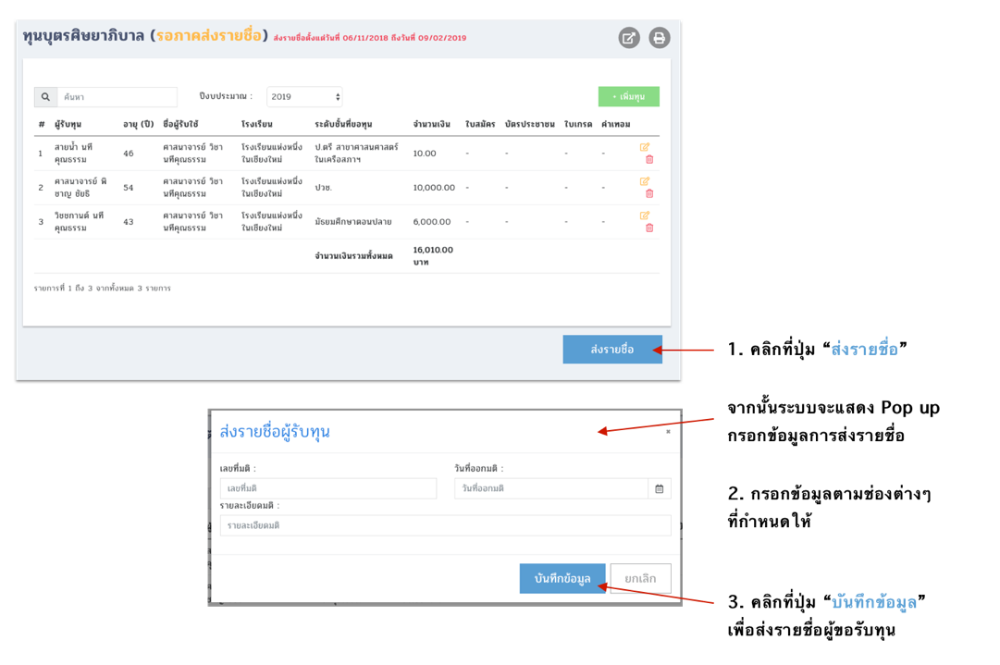 ทุนบุตรศิษยาภิบาล (รอภาคส่งรายชื่อ) ส่งรายชื่อตั้งแต่วันที่ 06/11/2018 ถึงวันที่ 09/02/2019
ค้นหา ปีงบประมาณ : 2019 + เพิ่มทุน
# ผู้รับทุน อายุ (ปี) ชื่อผู้รับใช้ โรงเรียน ระดับชั้นที่ขอทุน จำนวนเงิน ใบสมัคร บัตรประชาชน ใบเกรด ค่าเทอม
1 สายน้ำ นที 46 ศาสนาจารย์ วิชา โรงเรียนแห่งหนึ่ง ป.ตรี สาขาศาสนศาสตร์ 10.00 - - - -
คุณธรรม นทีคุณธรรม ในเชียงใหม่ ในเครือสภาฯ
2 ศาสนาจารย์ พิ 54 ศาสนาจารย์ วิชา โรงเรียนแห่งหนึ่ง ปวช. 10,000.00 - - - -
ชาญ ชัยธิ นทีคุณธรรม ในเชียงใหม่
3 วิชชกานต์ นที 43 ศาสนาจารย์ วิชา โรงเรียนแห่งหนึ่ง มัธยมศึกษาตอนปลาย 6,000.00 - - - -
คุณธรรม นทีคุณธรรม ในเชียงใหม่
จำนวนเงินรวมทั้งหมด 16,010.00
บาท
รายการที่ 1 ถึง 3 จากทั้งหมด 3 รายการ
ส่งรายชื่อ
1. คลิกที่ปุ่ม “ส่งรายชื่อ”
จากนั้นระบบจะแสดง Pop up
กรอกข้อมูลการส่งรายชื่อ
ส่งรายชื่อผู้รับทุน ×
เลขที่มติ : วันที่ออกมติ :
เลขที่มติ วันที่ออกมติ
รายละเอียดมติ :
รายละเอียดมติ
2. กรอกข้อมูลตามช่องต่างๆ
ที่กำหนดให้
บันทึกข้อมูล ยกเลิก
3. คลิกที่ปุ่ม “บันทึกข้อมูล”
เพื่อส่งรายชื่อผู้ขอรับทุน